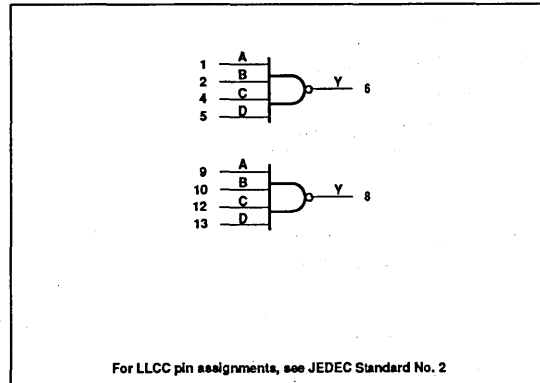 1 A
2 B Y 6
4 C
5 D
9 A
10 B Y 8
12 C
13 D
For LLCC pin assignments, see JEDEC Standard No. 2